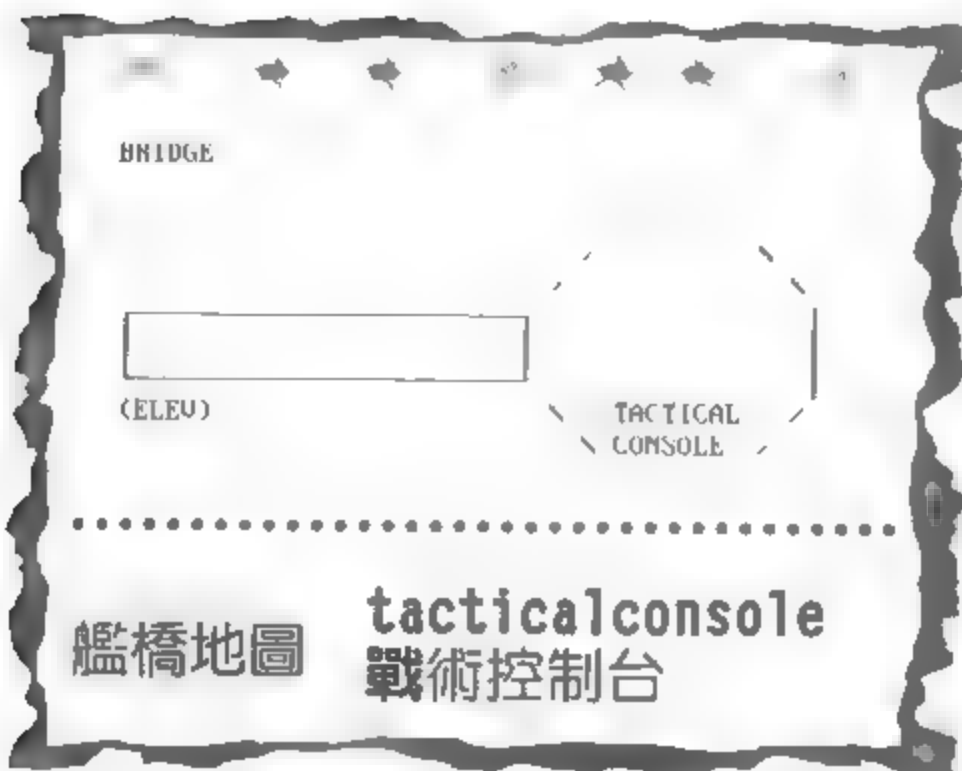 BRIDGE
(ELEV)
TACTICAL
CONSOLE
艦橋地圖
tacticalconsole
戰術控制台